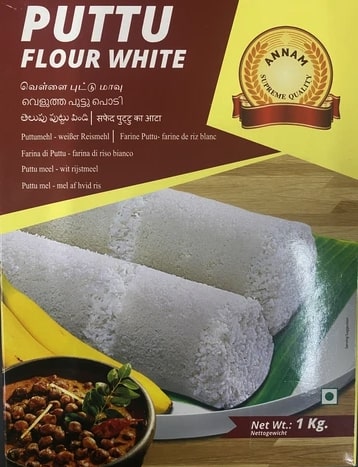 PUTTU
FLOUR WHITE
ANNAM
SUPREME QUALITY
வெள்ளை புட்டு மாவு
വെളുത്ത പുട്ടു പൊടി
తెలుపు పుట్టు పిండి | सफेद पुट्टु का आटा
Puttumehl - weißer Reismehl | Farine Puttu- farine de riz blanc
Farina di Puttu - farina di riso bianco
Puttu meel - wit rijstmeel
Puttu mel - mel af hvid ris
Net Wt.: 1 Kg.
Nettogewicht